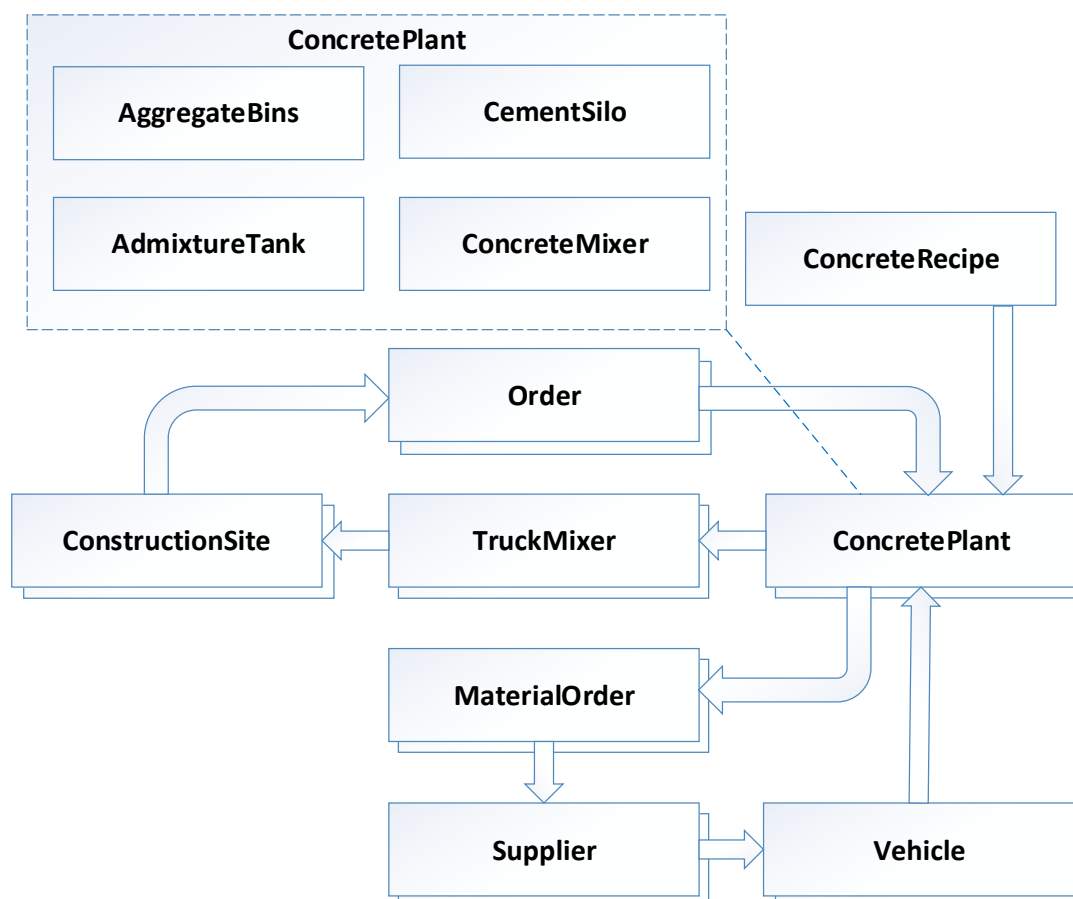 ConcretePlant
AggregateBins
CementSilo
AdmixtureTank
ConcreteMixer
ConcreteRecipe
Order
ConstructionSite
TruckMixer
ConcretePlant
MaterialOrder
Supplier
Vehicle